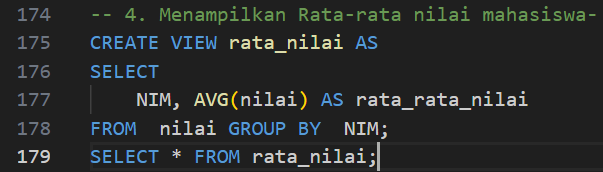 174 -- 4. Menampilkan Rata-rata nilai mahasiswa-
175 CREATE VIEW rata_nilai AS
176 SELECT
177 NIM, AVG(nilai) AS rata_rata_nilai
178 FROM  nilai GROUP BY  NIM;
179 SELECT * FROM rata_nilai;